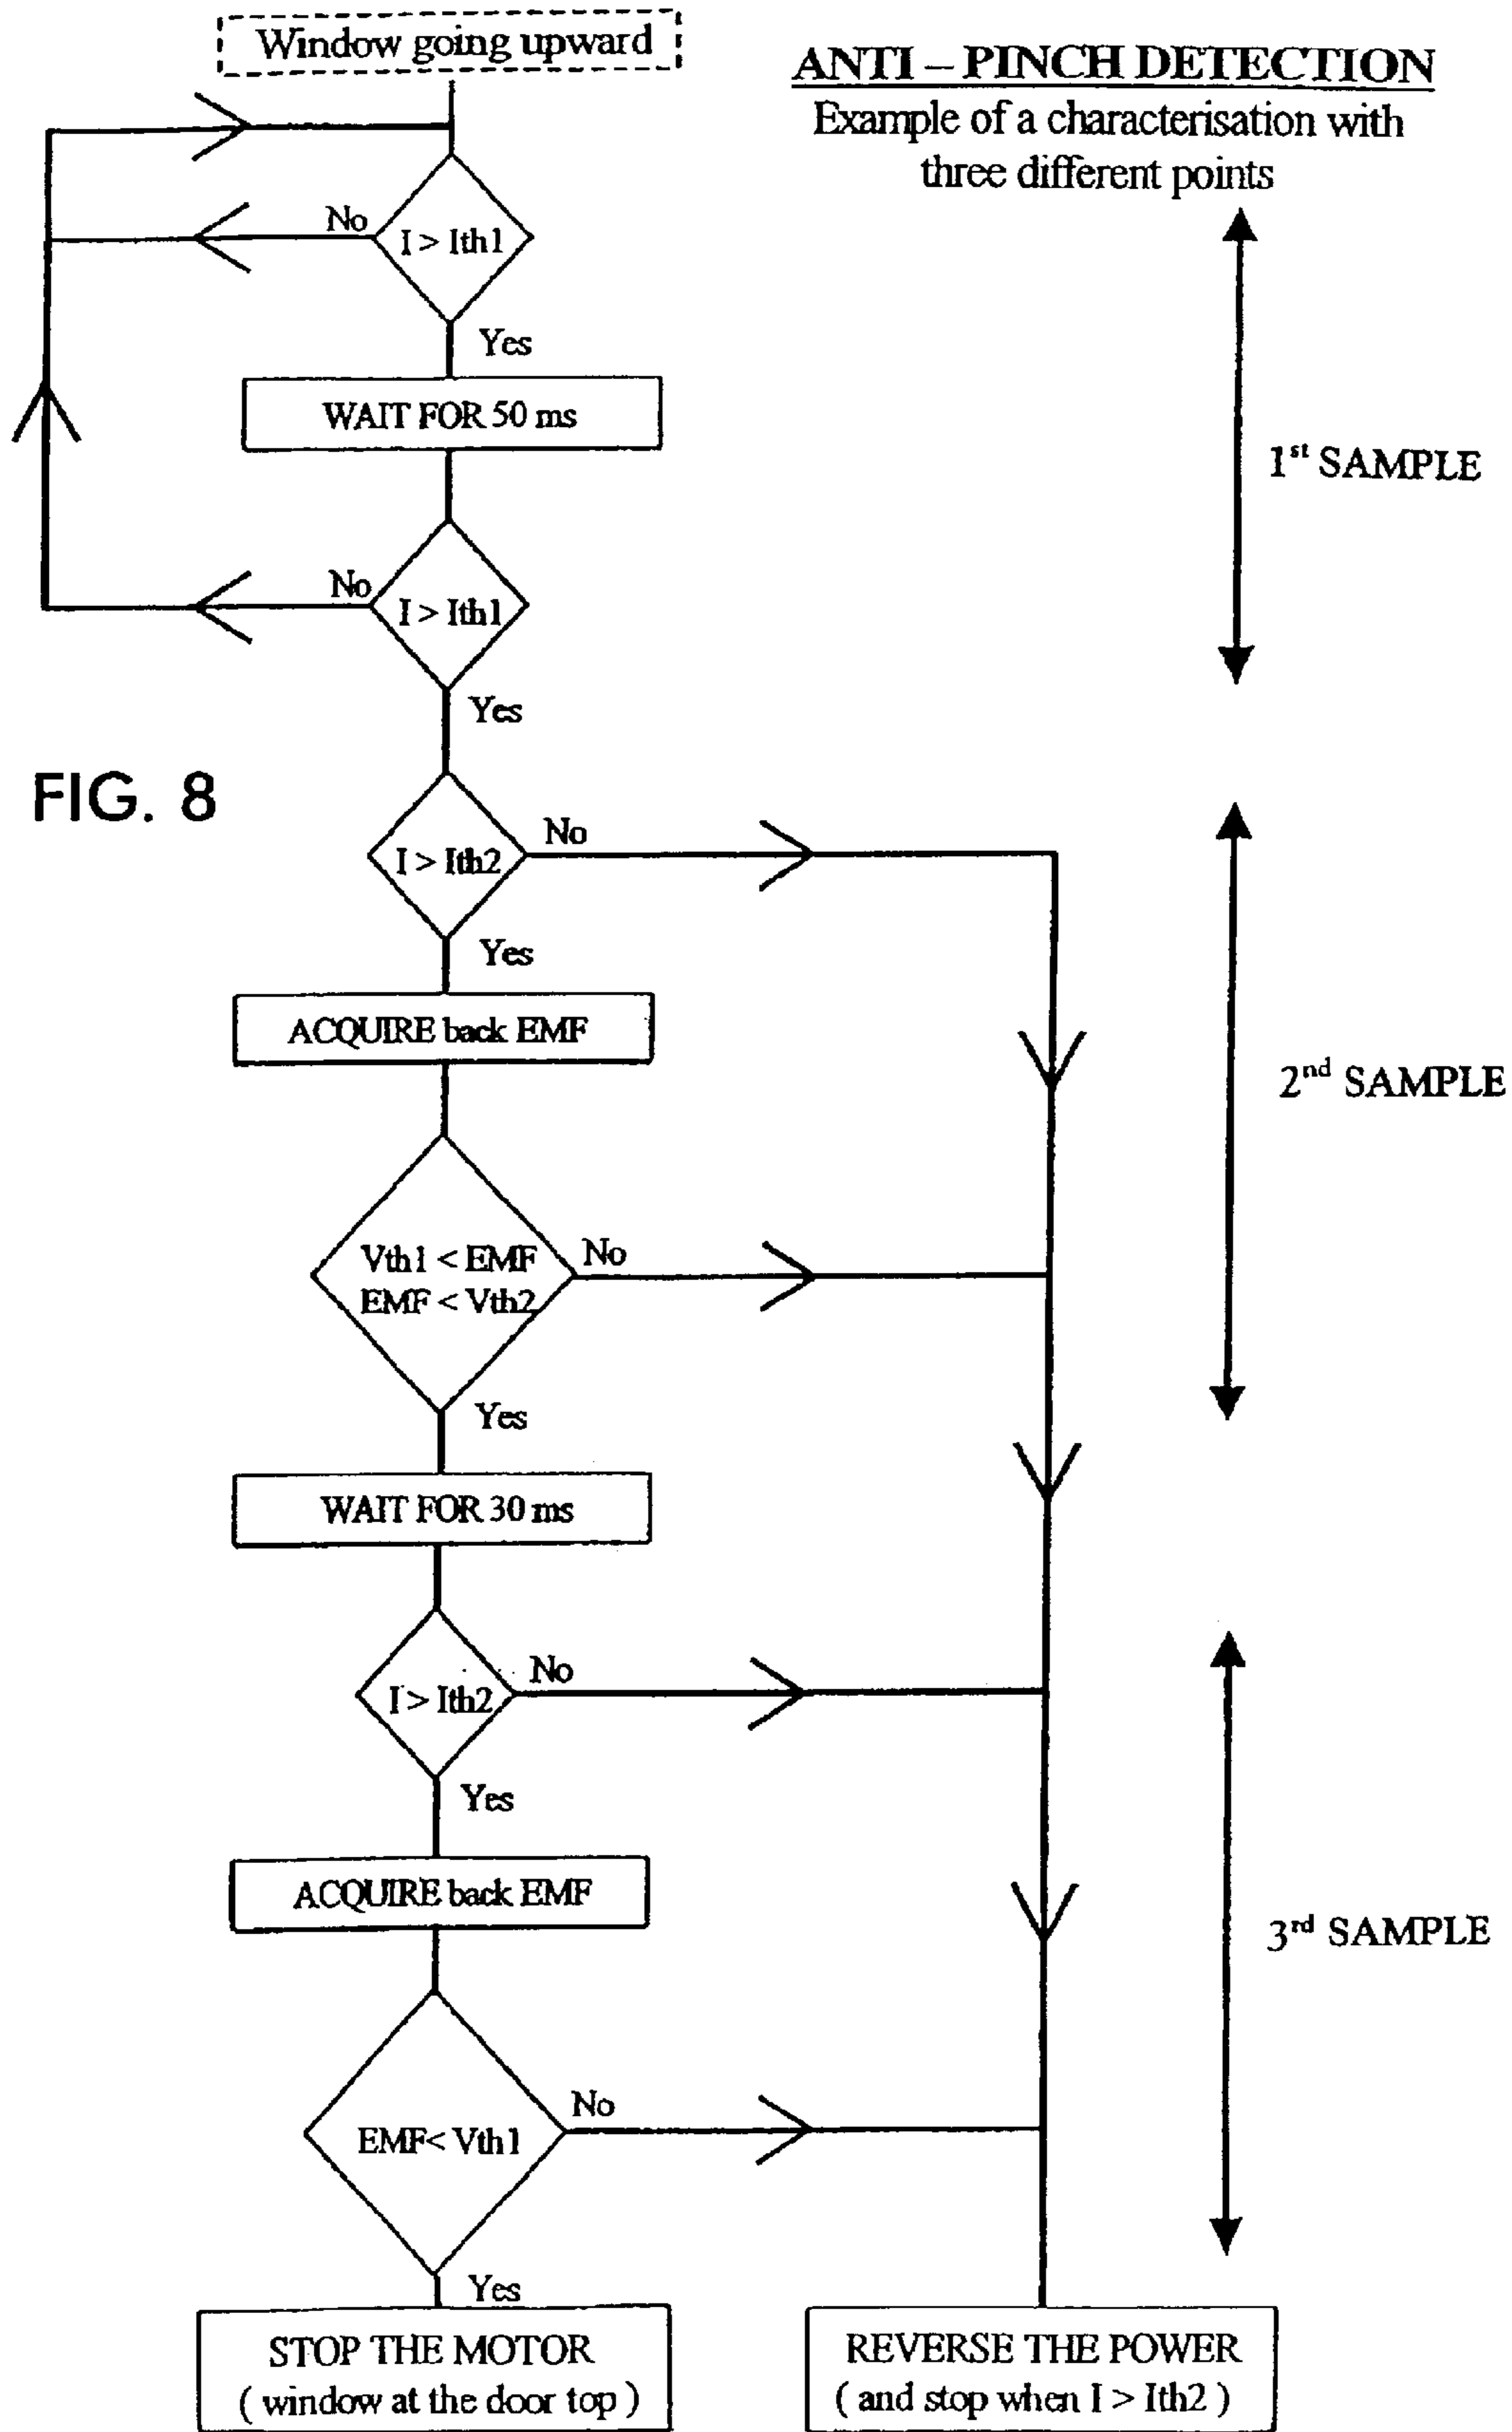 Window going upward
ANTI – PINCH DETECTION
Example of a characterisation with
three different points
No
I > Ith1
Yes
WAIT FOR 50 ms
1st SAMPLE
No
I > Ith1
Yes
FIG. 8
No
I > Ith2
Yes
ACQUIRE back EMF
2nd SAMPLE
Vth1 < EMF
EMF < Vth2
No
Yes
WAIT FOR 30 ms
No
I > Ith2
Yes
ACQUIRE back EMF
3rd SAMPLE
No
EMF< Vth1
Yes
STOP THE MOTOR
( window at the door top )
REVERSE THE POWER
( and stop when I > Ith2 )